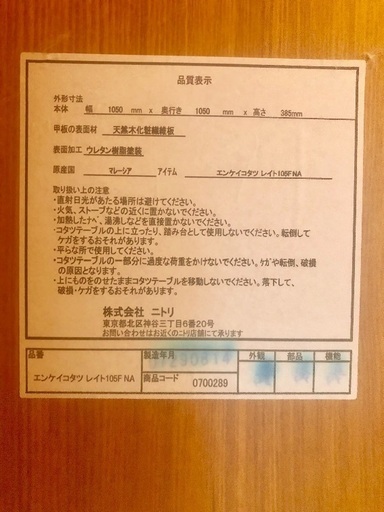 品質表示
外形寸法
本体 幅 1050 mm x 奥行き 1050 mm x 高さ 385mm
甲板の表面材 天然木化粧繊維板
表面加工 ウレタン樹脂塗装
原産国 マレーシア アイテム エンケイコタツ レイト105F NA
取り扱い上の注意
・直射日光があたる場所は避けてください。
・火気、ストーブなどの近くに置かないでください。
・加熱したナベ、湯沸しなどを直接置かないでください。
・コタツテーブルの上に立ったり、踏み台として使用しないでください。転倒して
ケガをするおそれがあります。
・平らな所で使用してください。
・コタツテーブルの一部分に過度な荷重をかけないでください。ケガや転倒、破損
の原因となります。
・上にものをのせたままコタツテーブルを移動しないでください。落下して、
破損・ケガをするおそれがあります。
株式会社 ニトリ
東京都北区神谷三丁目6番20号
お問い合わせはお近くのニトリ店舗にて承ります
品番 製造年月 外観 部品 機能
エンケイコタツ レイト105F NA 商品コード 0700289